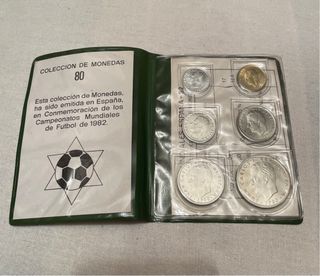 COLECCION DE MONEDAS
80
Esta colección de Monedas,
ha sido emitida en España,
en Conmemoración de los
Campeonatos Mundiales
de Futbol de 1982.